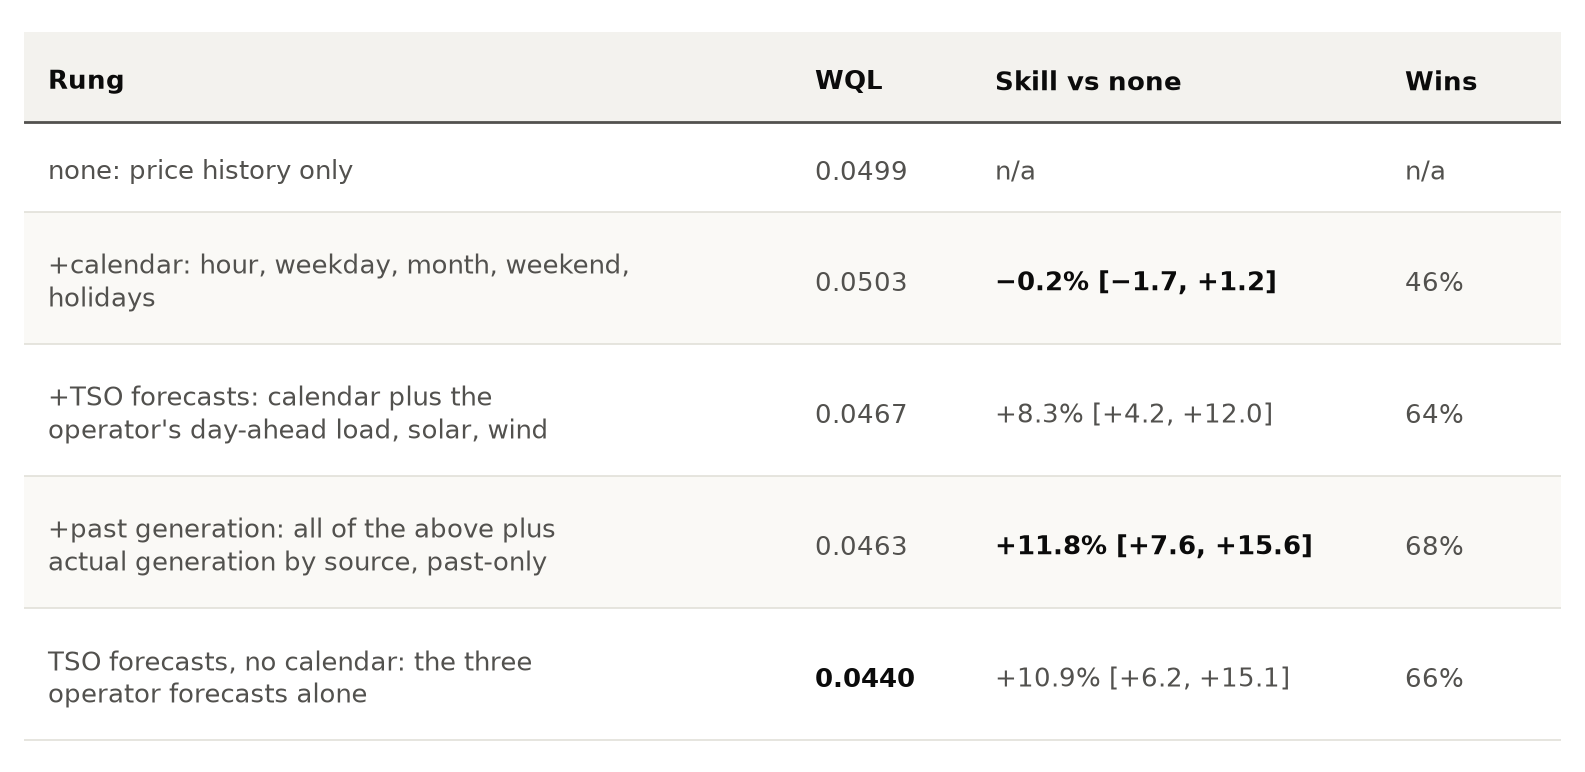 Rung WQL Skill vs none Wins
none: price history only 0.0499 n/a n/a
+calendar: hour, weekday, month, weekend,
holidays 0.0503 −0.2% [−1.7, +1.2] 46%
+TSO forecasts: calendar plus the
operator's day-ahead load, solar, wind 0.0467 +8.3% [+4.2, +12.0] 64%
+past generation: all of the above plus
actual generation by source, past-only 0.0463 +11.8% [+7.6, +15.6] 68%
TSO forecasts, no calendar: the three
operator forecasts alone 0.0440 +10.9% [+6.2, +15.1] 66%